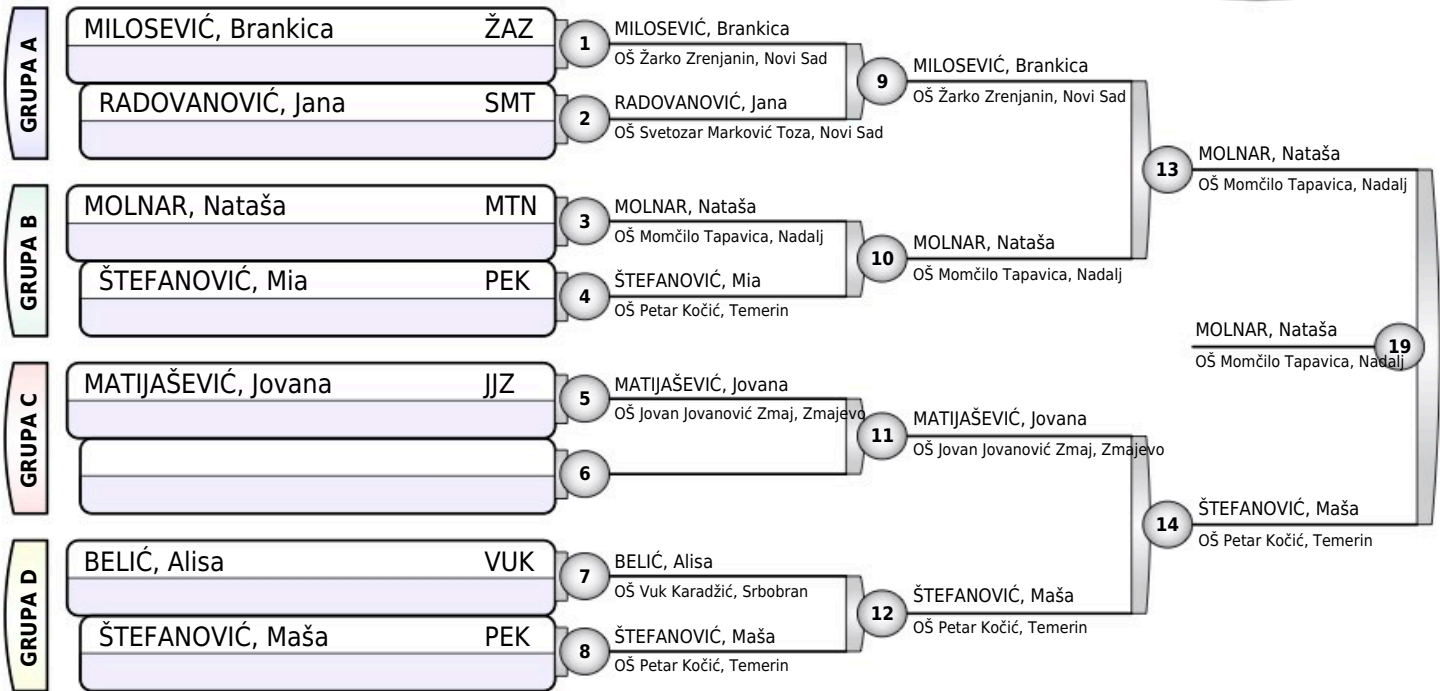 GRUPA A
MILOSEVIĆ, Brankica ŽAZ
RADOVANOVIĆ, Jana SMT
1
MILOSEVIĆ, Brankica
OŠ Žarko Zrenjanin, Novi Sad
2
RADOVANOVIĆ, Jana
OŠ Svetozar Marković Toza, Novi Sad
9
MILOSEVIĆ, Brankica
OŠ Žarko Zrenjanin, Novi Sad
GRUPA B
MOLNAR, Nataša MTN
ŠTEFANOVIĆ, Mia PEK
3
MOLNAR, Nataša
OŠ Momčilo Tapavica, Nadalj
4
ŠTEFANOVIĆ, Mia
OŠ Petar Kočić, Temerin
10
MOLNAR, Nataša
OŠ Momčilo Tapavica, Nadalj
13
MOLNAR, Nataša
OŠ Momčilo Tapavica, Nadalj
GRUPA C
MATIJAŠEVIĆ, Jovana JJZ
5
MATIJAŠEVIĆ, Jovana
OŠ Jovan Jovanović Zmaj, Zmajevo
6
11
MATIJAŠEVIĆ, Jovana
OŠ Jovan Jovanović Zmaj, Zmajevo
GRUPA D
BELIĆ, Alisa VUK
ŠTEFANOVIĆ, Maša PEK
7
BELIĆ, Alisa
OŠ Vuk Karadžić, Srbobran
8
ŠTEFANOVIĆ, Maša
OŠ Petar Kočić, Temerin
12
ŠTEFANOVIĆ, Maša
OŠ Petar Kočić, Temerin
14
ŠTEFANOVIĆ, Maša
OŠ Petar Kočić, Temerin
MOLNAR, Nataša
OŠ Momčilo Tapavica, Nadalj
19